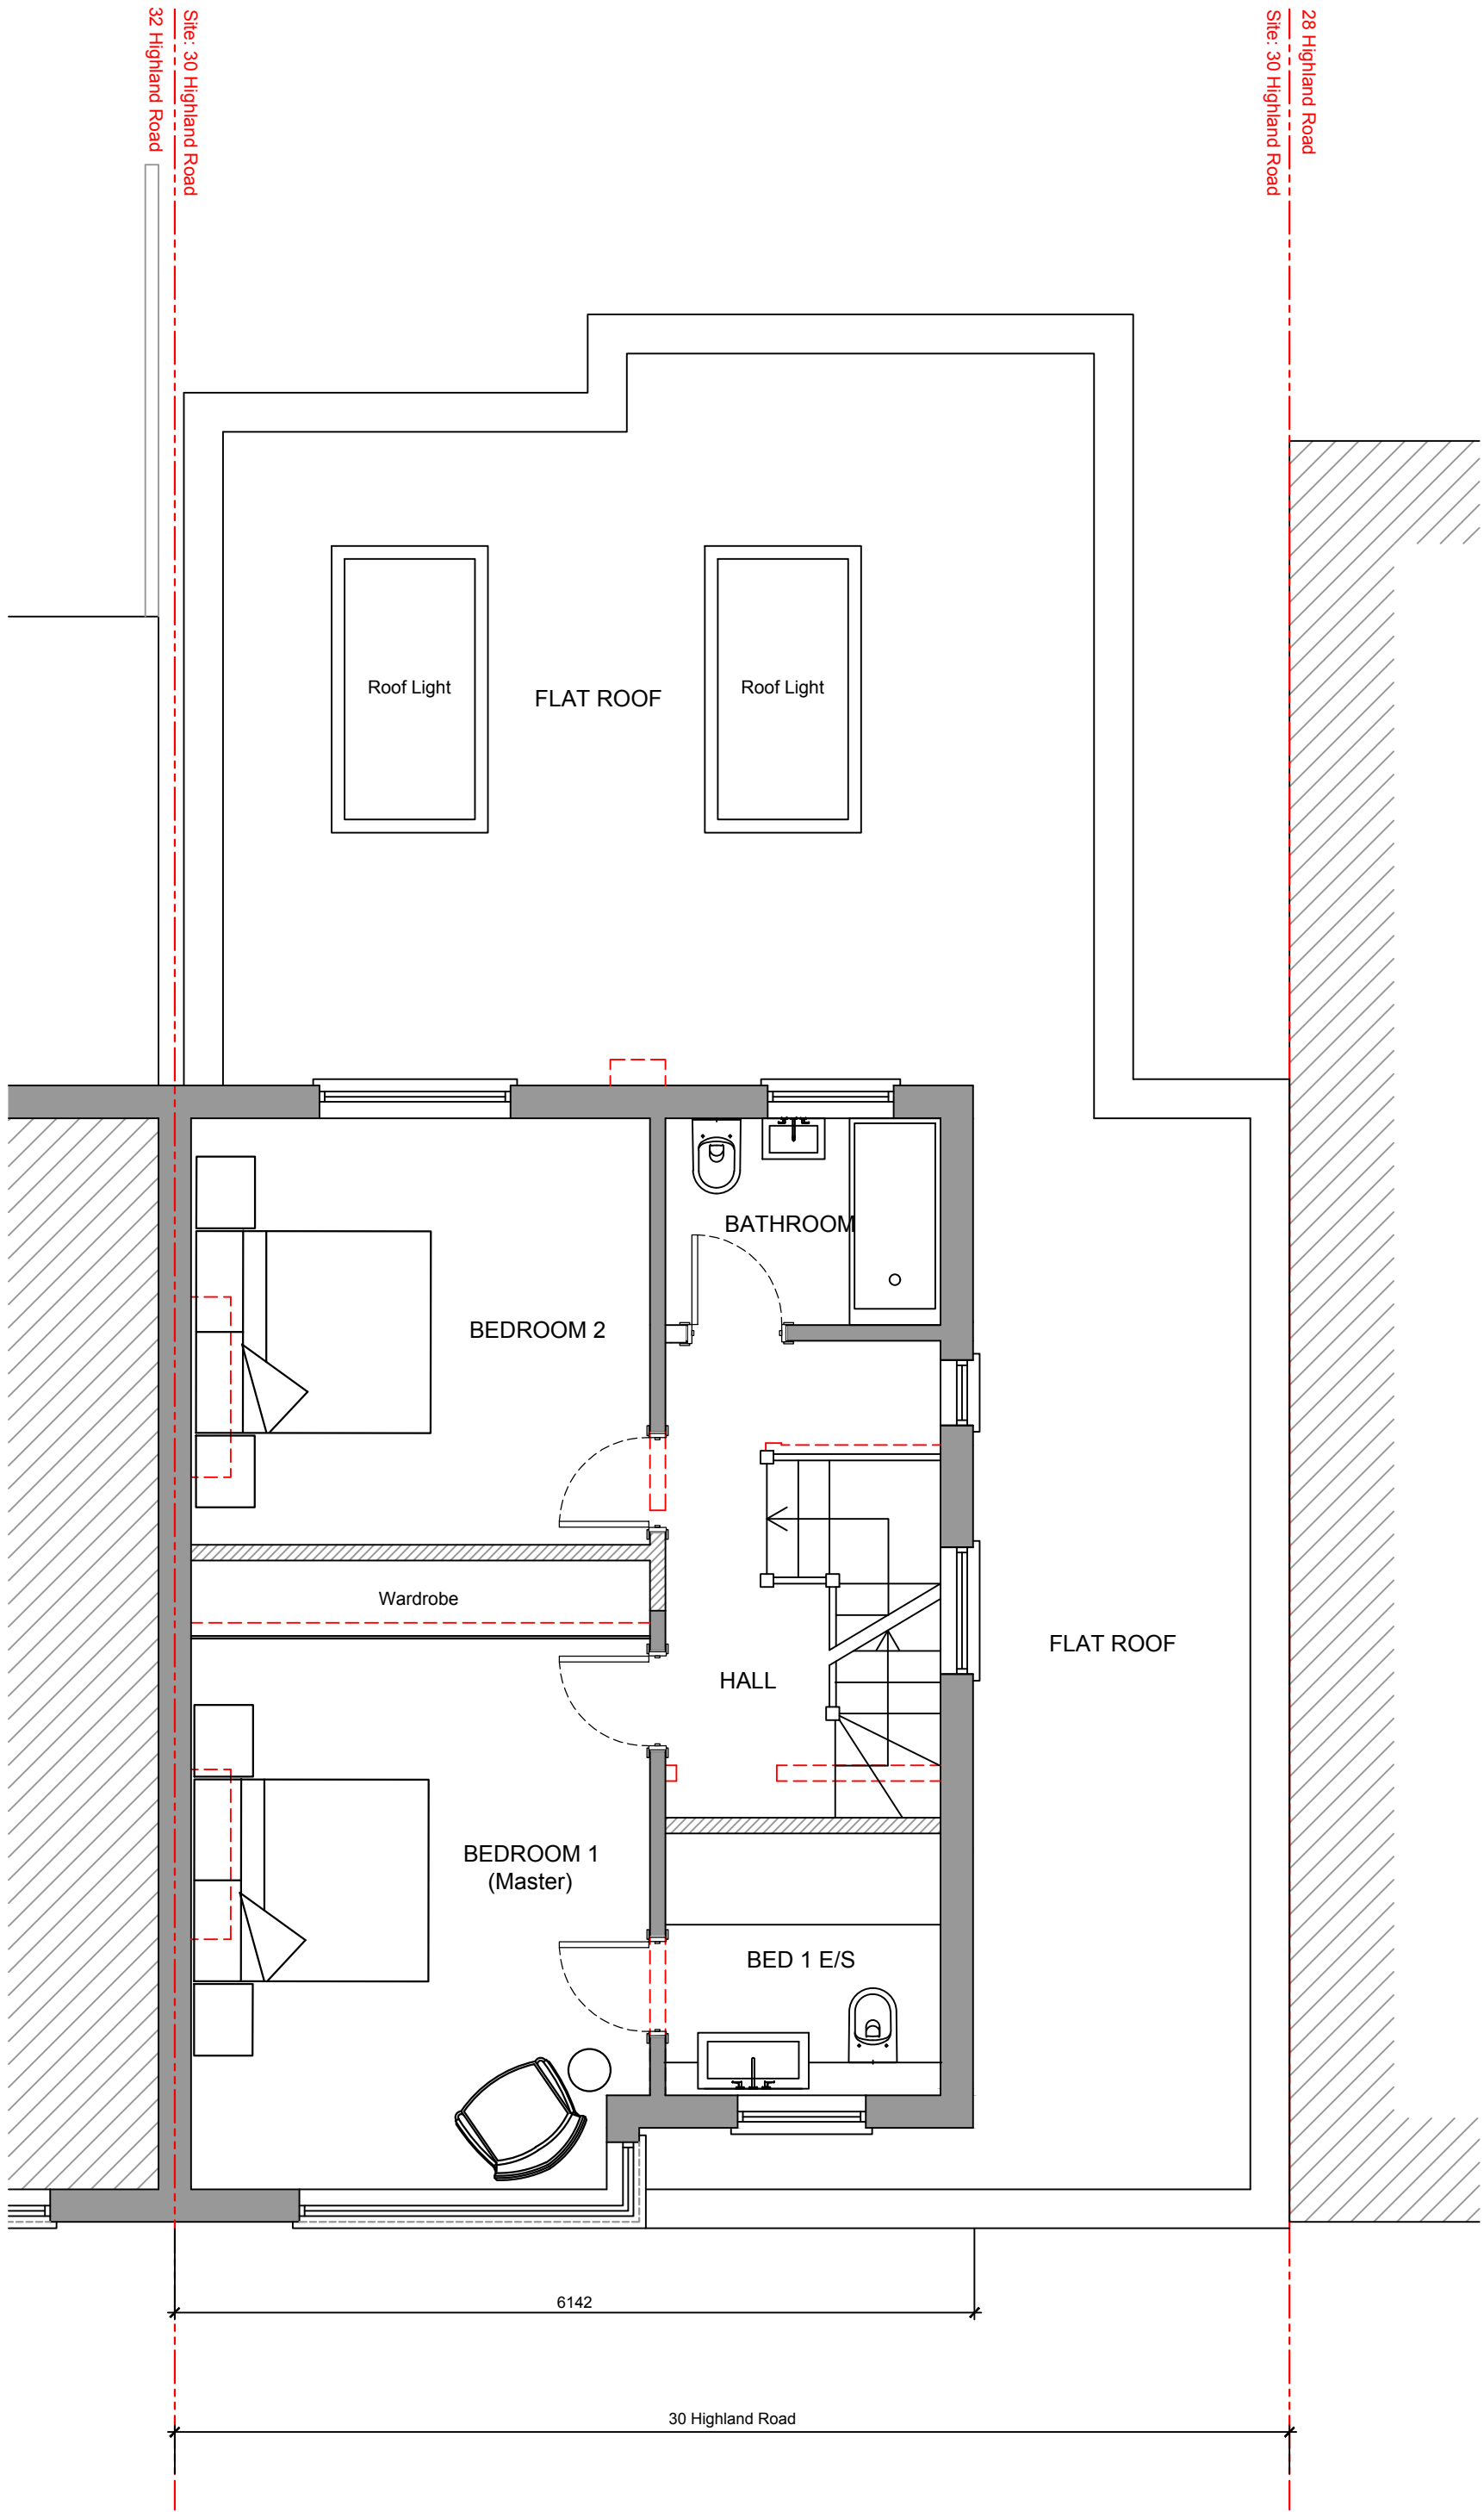 32 Highland Road
Site: 30 Highland Road
28 Highland Road
Site: 30 Highland Road
Roof Light
FLAT ROOF
Roof Light
BATHROOM
BEDROOM 2
Wardrobe
HALL
FLAT ROOF
BEDROOM 1
(Master)
BED 1 E/S
6142
30 Highland Road